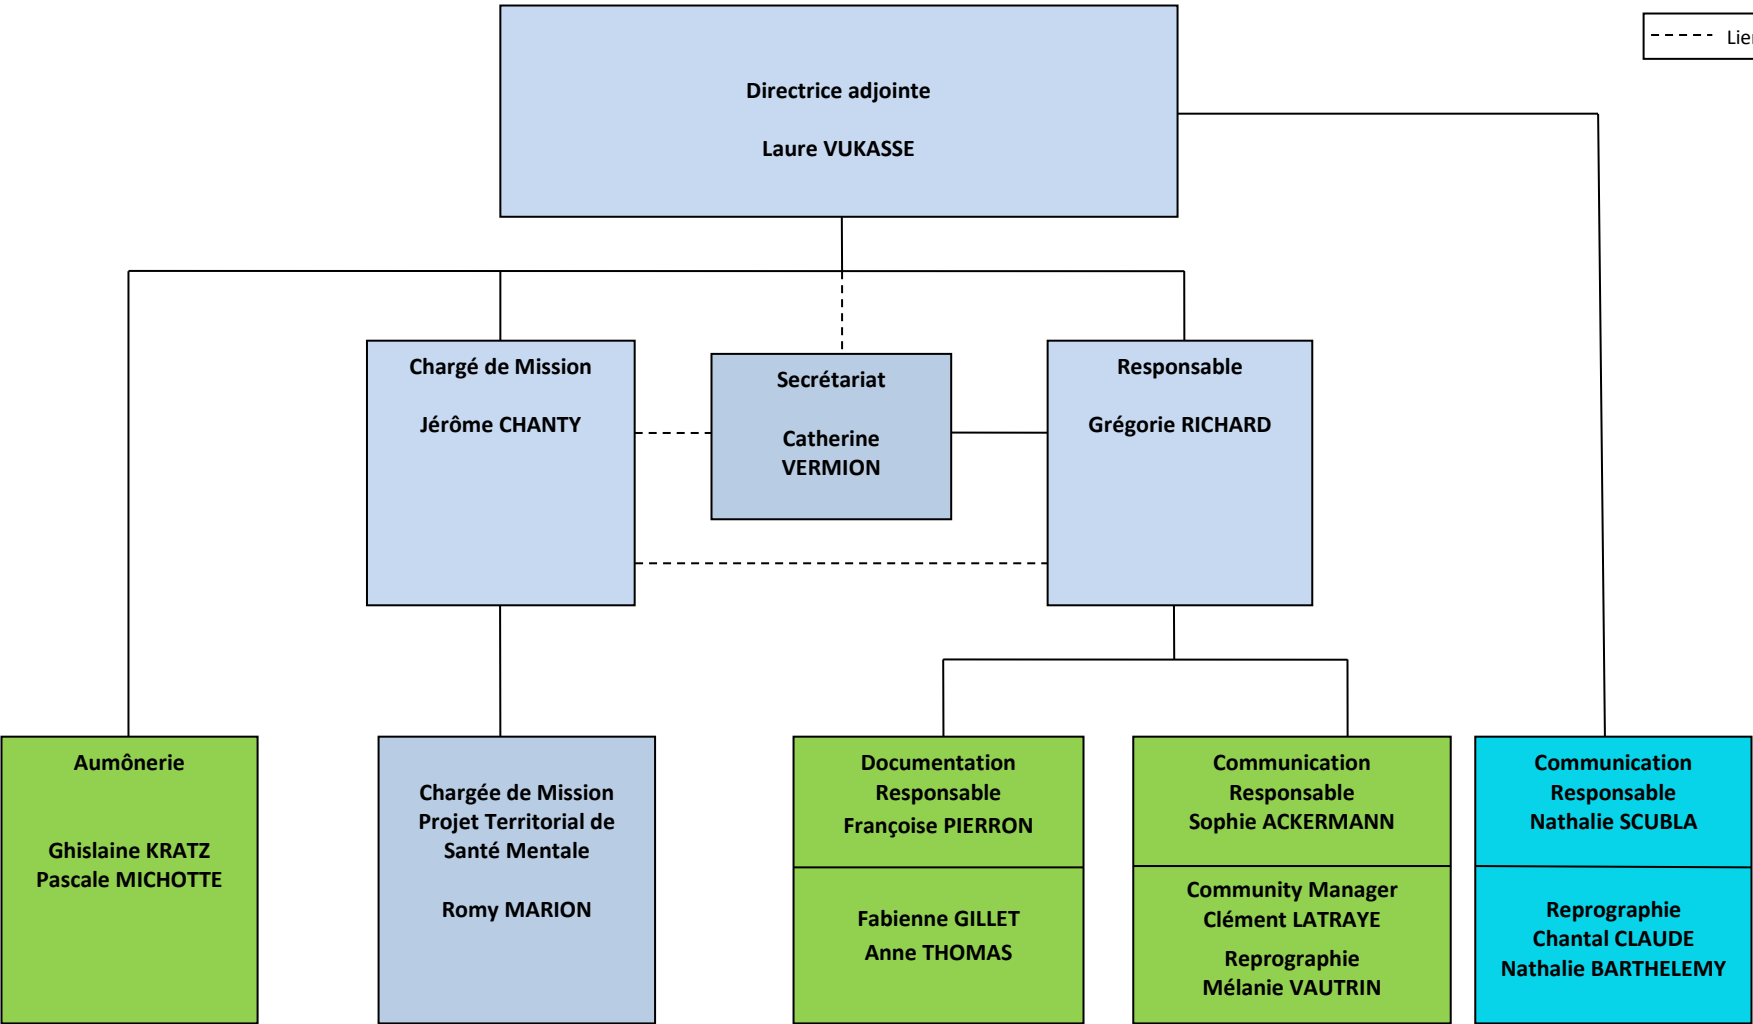 Directrice adjointe
Laure VUKASSE
Chargé de Mission
Jérôme CHANTY
Secrétariat
Catherine
VERMION
Responsable
Grégorie RICHARD
Aumônerie
Ghislaine KRATZ
Pascale MICHOTTE
Chargée de Mission
Projet Territorial de
Santé Mentale
Romy MARION
Documentation
Responsable
Françoise PIERRON
Fabienne GILLET
Anne THOMAS
Communication
Responsable
Sophie ACKERMANN
Community Manager
Clément LATRAYE
Reprographie
Mélanie VAUTRIN
Communication
Responsable
Nathalie SCUBLA
Reprographie
Chantal CLAUDE
Nathalie BARTHELEMY